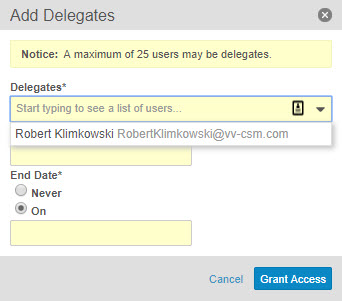 Add Delegates
Notice: A maximum of 25 users may be delegates.
Delegates*
Start typing to see a list of users...
Robert Klimkowski RobertKlimkowski@vv-csm.com
End Date*
Never
On
Cancel Grant Access